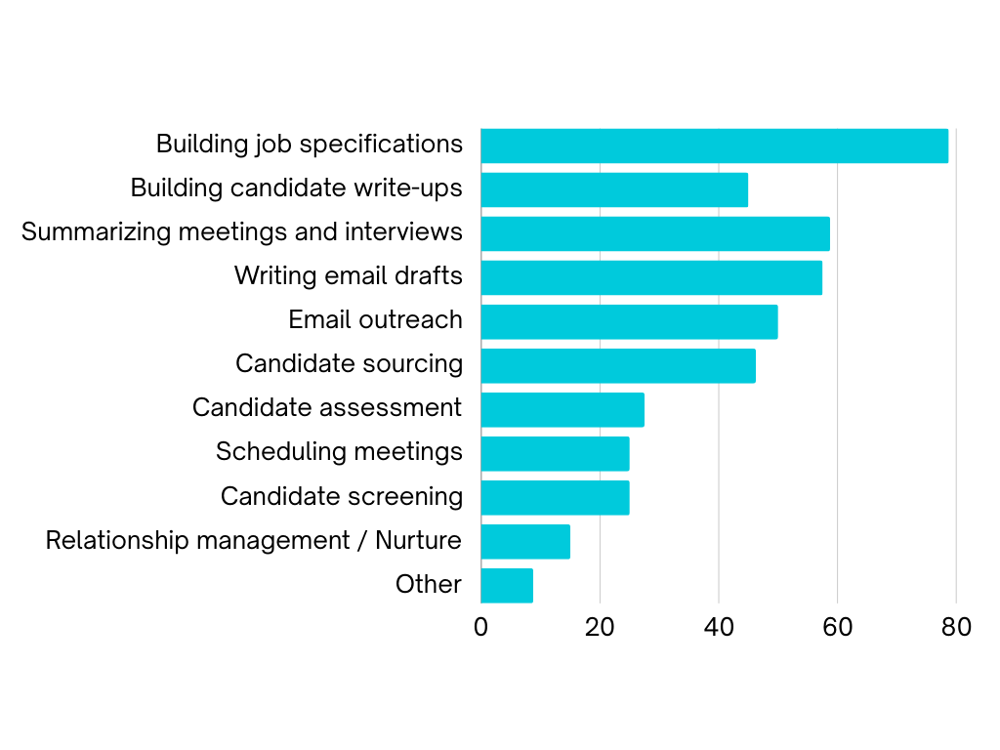 Building job specifications
Building candidate write-ups
Summarizing meetings and interviews
Writing email drafts
Email outreach
Candidate sourcing
Candidate assessment
Scheduling meetings
Candidate screening
Relationship management / Nurture
Other
0 20 40 60 80